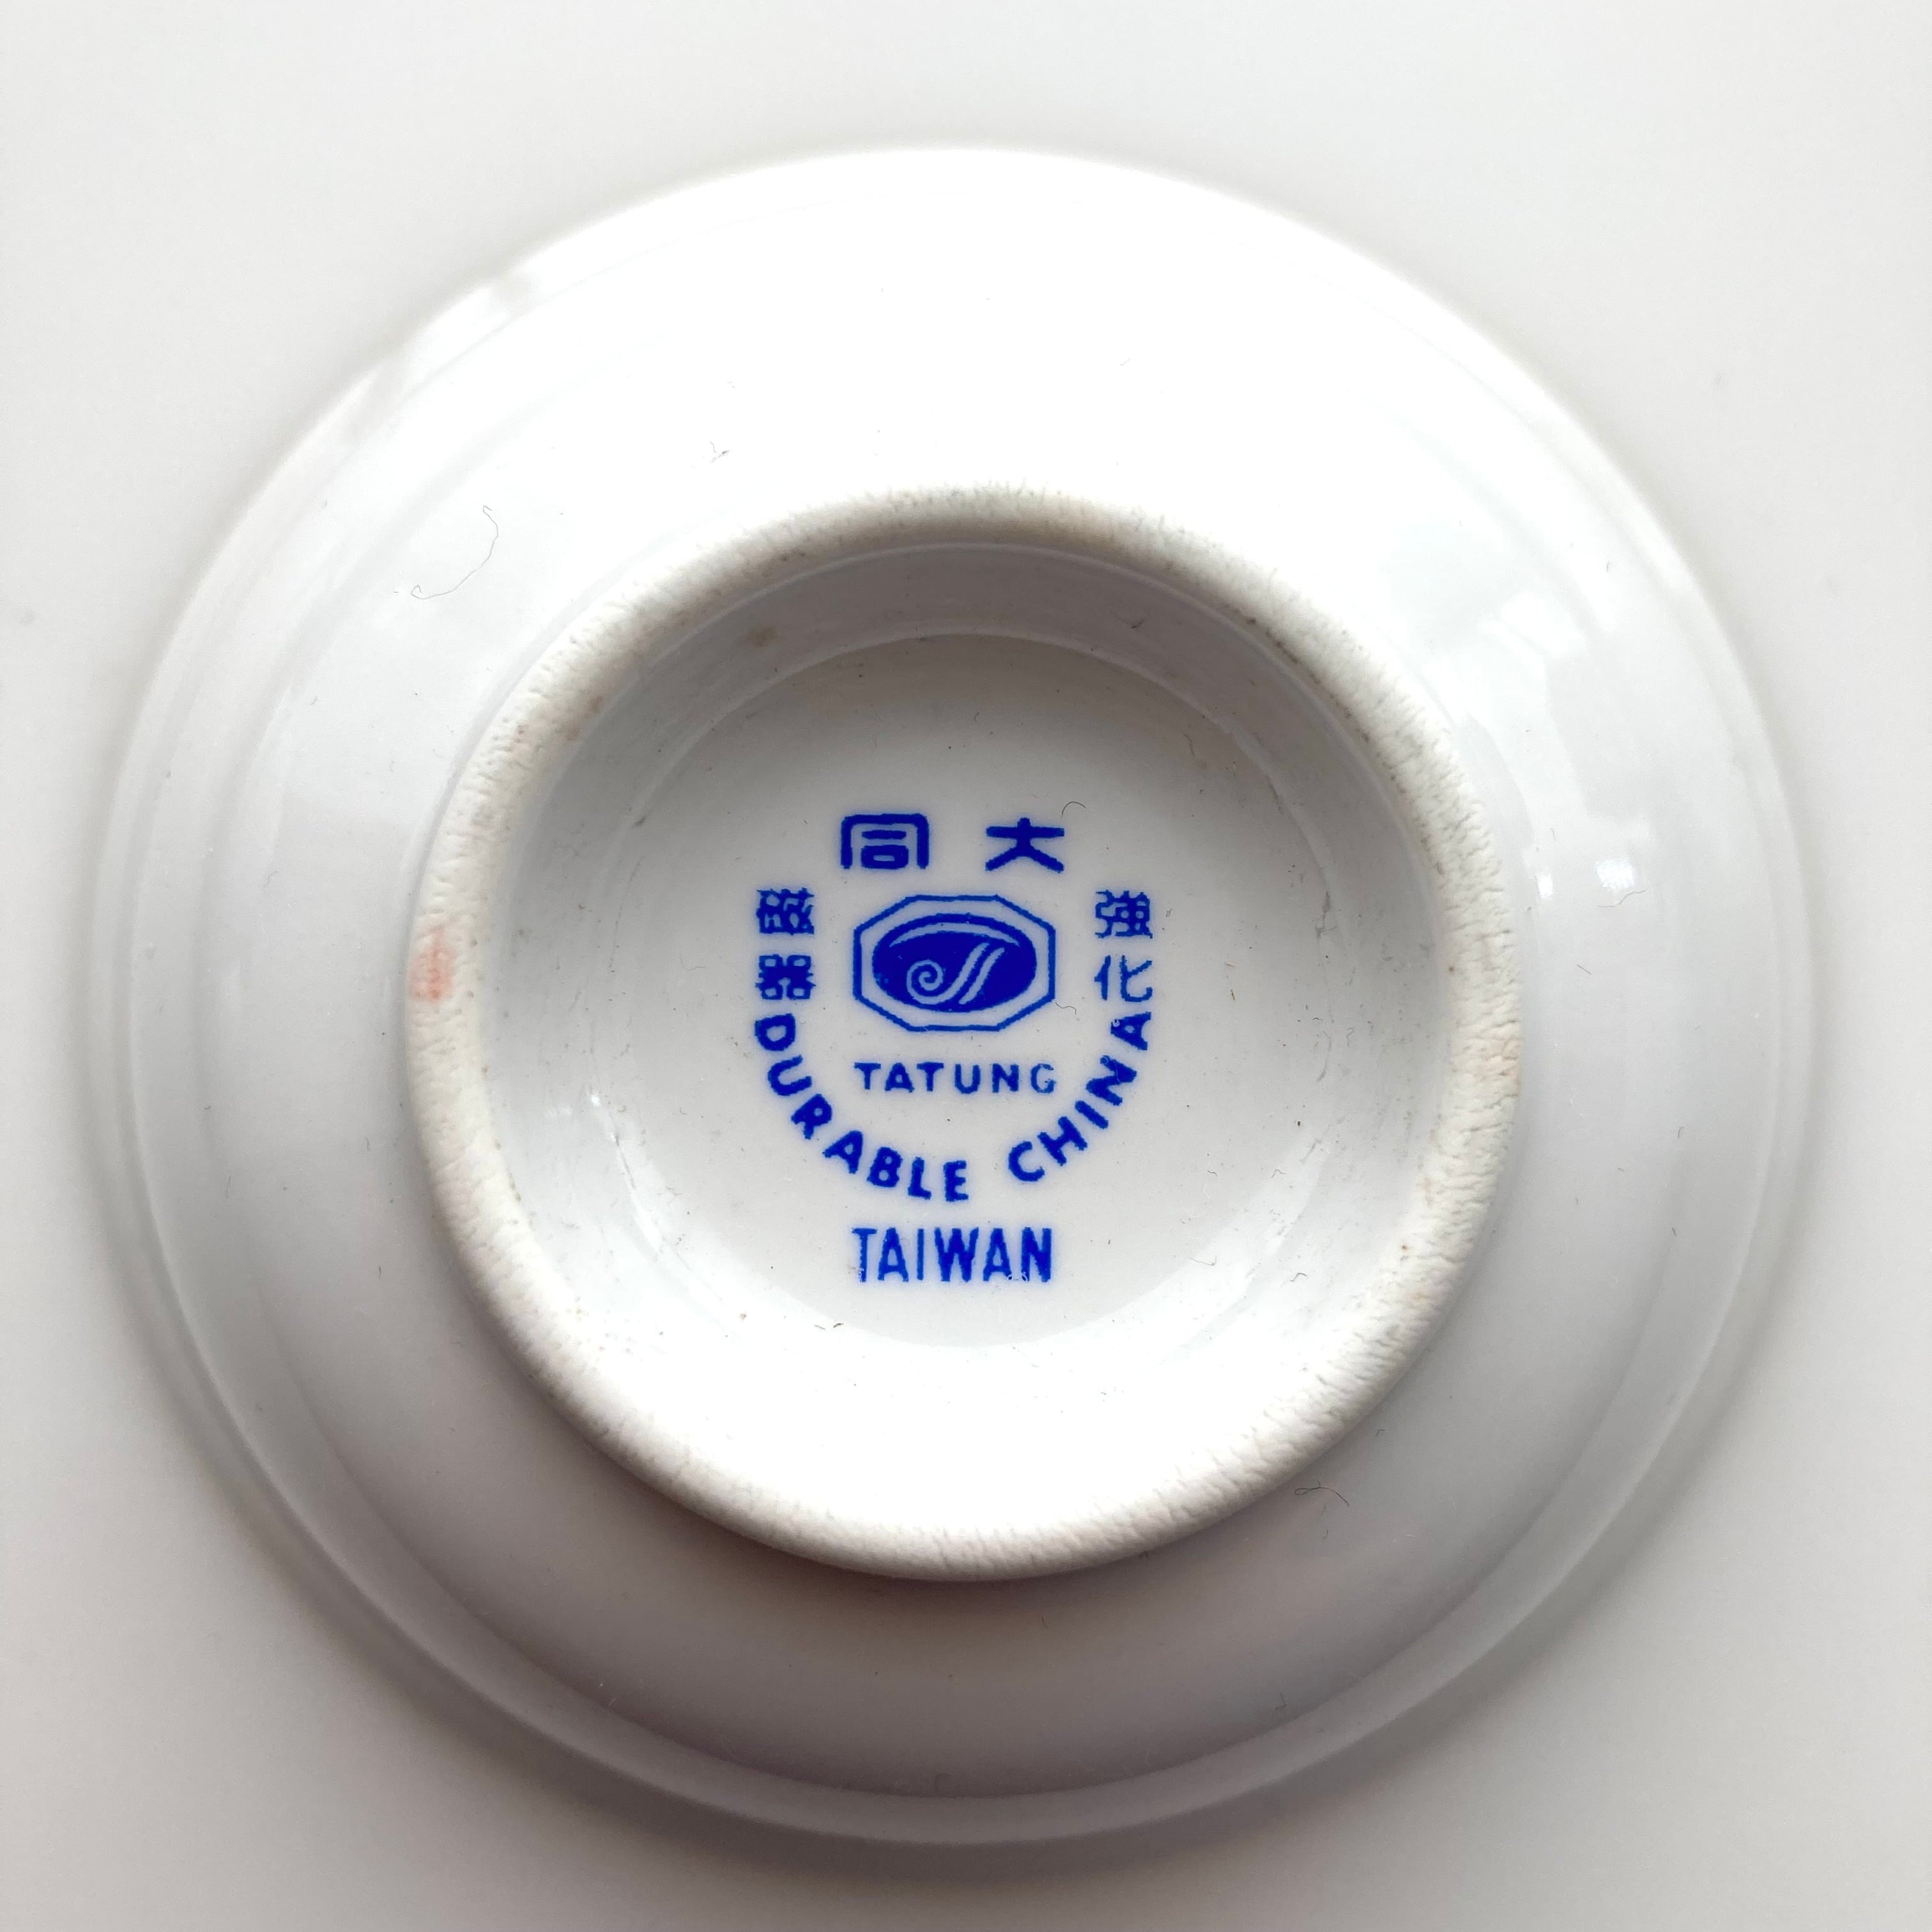 同 大
強化
磁器
TATUNG
DURABLE CHINA
TAIWAN